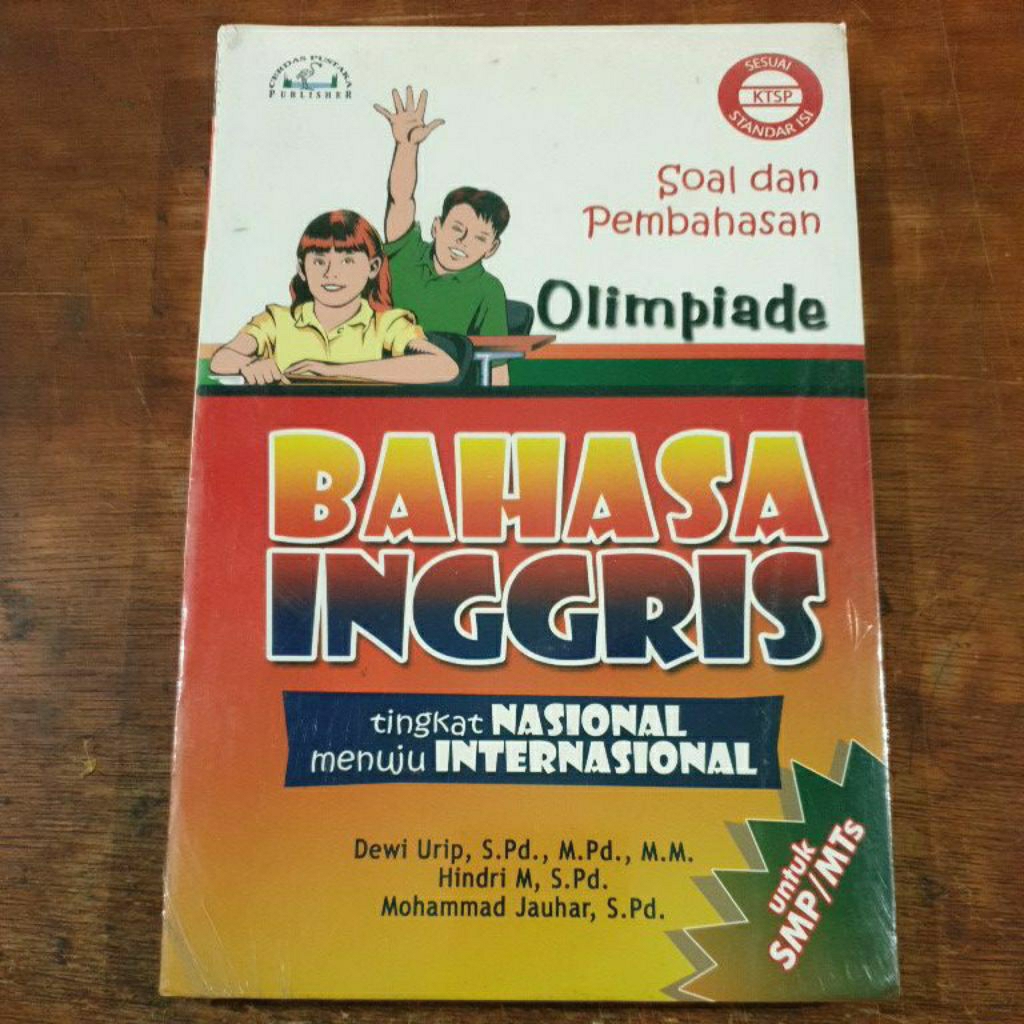 CERDAS PUSTAKA
PUBLISHER
SESUAI
KTSP
STANDAR ISI
Soal dan
Pembahasan
Olimpiade
BAHASA
INGGRIS
tingkat NASIONAL
menuju INTERNASIONAL
Dewi Urip, S.Pd., M.Pd., M.M.
Hindri M, S.Pd.
Mohammad Jauhar, S.Pd.
untuk
SMP/MTs